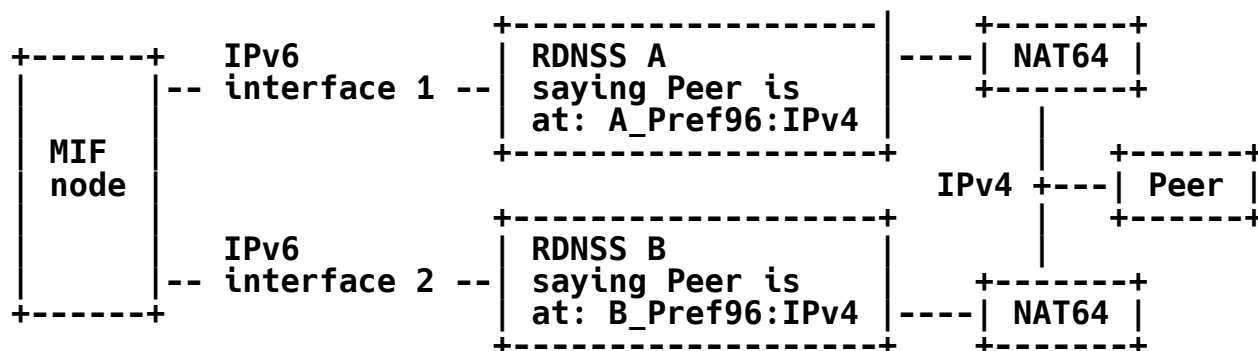 +-------------------|    +-------+
+------+   IPv6          | RDNSS A           |----| NAT64 |
|      |-- interface 1 --| saying Peer is    |    +-------+
|      |                 | at: A_Pref96:IPv4 |       |
| MIF  |                 +-------------------+       |   +------+
| node |                                        IPv4 +---| Peer |
|      |                 +-------------------+       |   +------+
|      |   IPv6          | RDNSS B           |       |
|      |-- interface 2 --| saying Peer is    |    +-------+
+------+                 | at: B_Pref96:IPv4 |----| NAT64 |
                         +-------------------+    +-------+